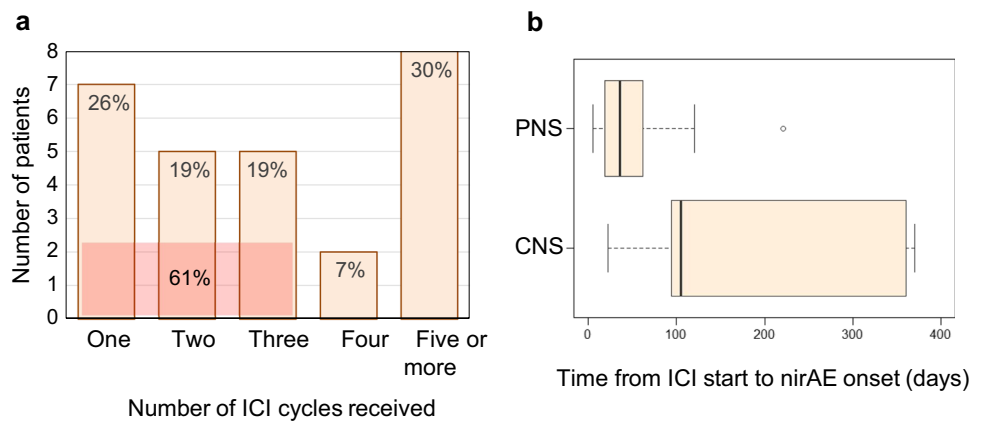 a
Number of patients
8
7
6
5
4
3
2
1
0
26%
19%
19%
7%
30%
61%
One Two Three Four Five or
more
Number of ICI cycles received
b
PNS
CNS
0 100 200 300 400
Time from ICI start to nirAE onset (days)